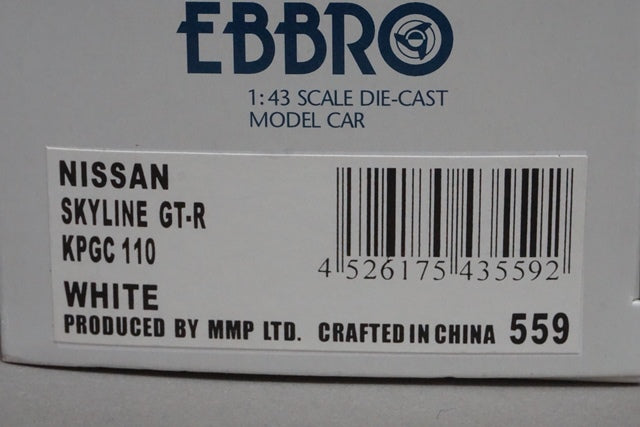 EBBRO
1:43 SCALE DIE-CAST
MODEL CAR
NISSAN
SKYLINE GT-R
KPGC 110
WHITE
4 526175 435592
PRODUCED BY MMP LTD. CRAFTED IN CHINA 559